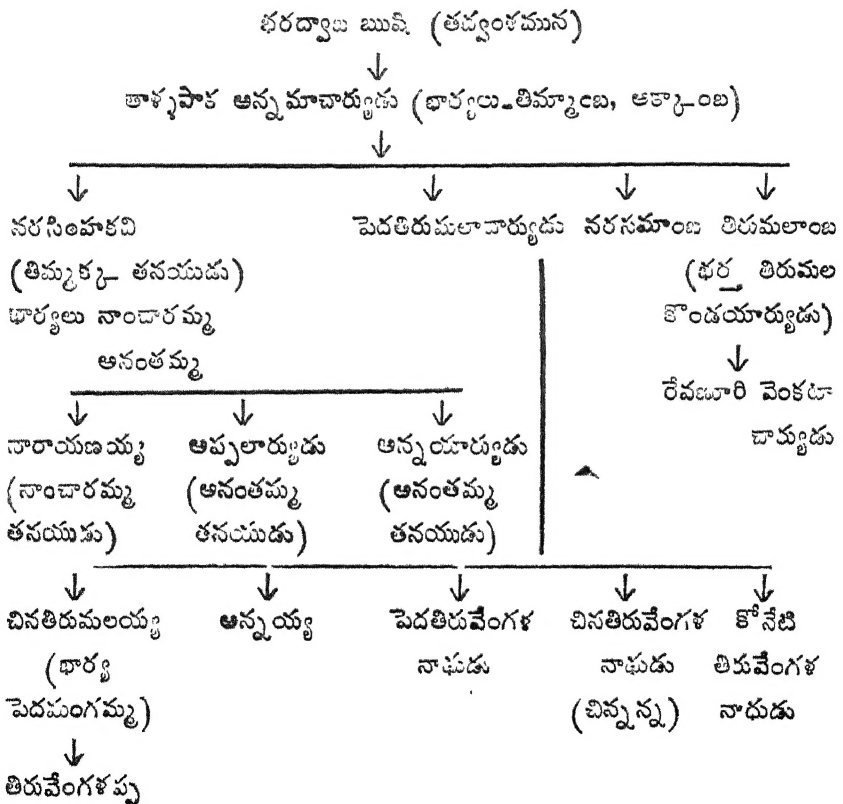 భరద్వాజ ఋషి (తద్వంశమున)
తాళ్ళపాక అన్నమాచార్యుడు (భార్యలు-తిమ్మాంబ, అక్కాంబ)
నరసింహకవి
(తిమ్మక్క తనయుడు)
భార్యలు నాంచారమ్మ
అనంతమ్మ
పెదతిరుమలాచార్యుడు
నరసమాంబ
తిరుమలాంబ
(భర్త తిరుమల
కొండయార్యుడు)
రేవణూరి వెంకటా
చార్యుడు
నారాయణయ్య
(నాంచారమ్మ
తనయుడు)
అప్పలార్యుడు
(అనంతమ్మ
తనయుడు)
అన్నయార్యుడు
(అనంతమ్మ
తనయుడు)
చినతిరుమలయ్య
(భార్య
పెదమంగమ్మ)
తిరువేంగళప్ప
అన్నయ్య
పెదతిరువేంగళ
నాథుడు
చినతిరువేంగళ
నాథుడు
(చిన్నన్న)
కోనేటి
తిరువేంగళ
నాధుడు